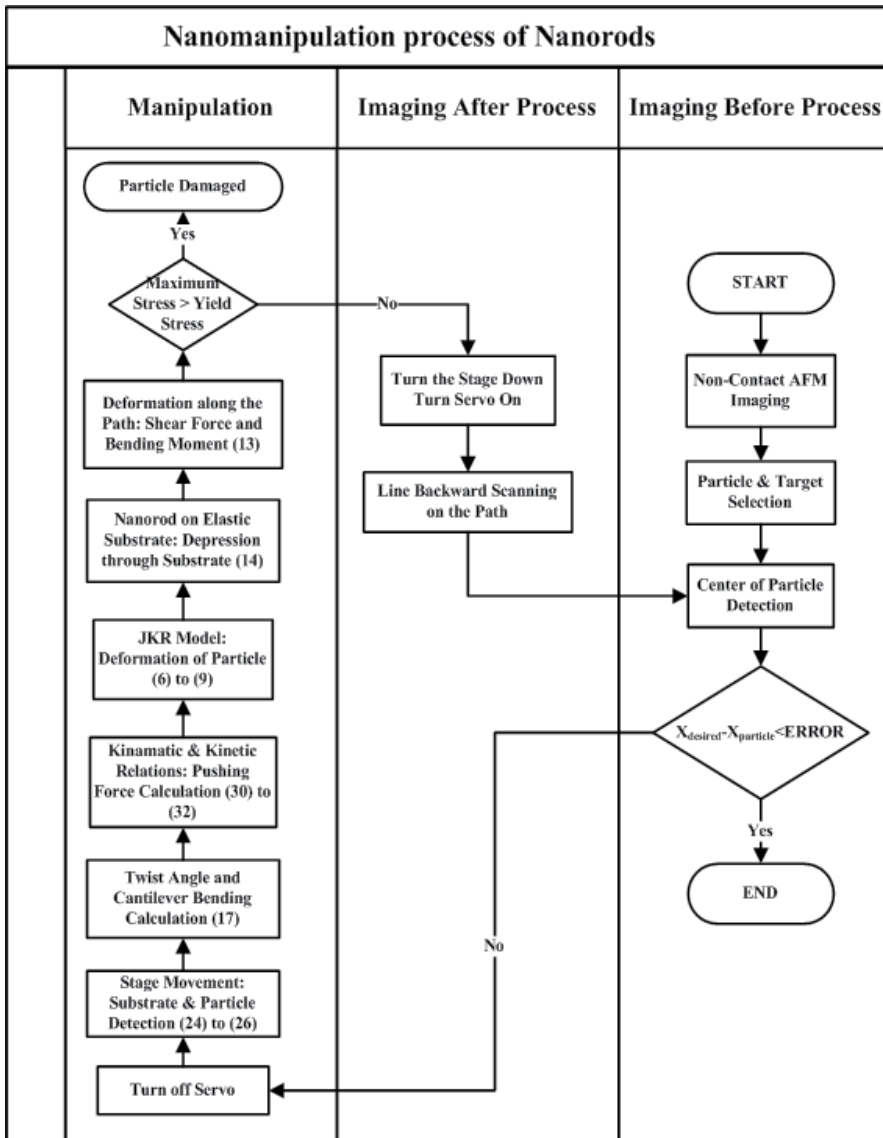 Nanomanipulation process of Nanorods
Manipulation
Imaging After Process
Imaging Before Process
Particle Damaged
Yes
Maximum
Stress > Yield
Stress
No
Deformation along the
Path: Shear Force and
Bending Moment (13)
Nanorod on Elastic
Substrate: Depression
through Substrate (14)
JKR Model:
Deformation of Particle
(6) to (9)
Kinamatic & Kinetic
Relations: Pushing
Force Calculation (30) to
(32)
Twist Angle and
Cantilever Bending
Calculation (17)
Stage Movement:
Substrate & Particle
Detection (24) to (26)
Turn off Servo
Turn the Stage Down
Turn Servo On
Line Backward Scanning
on the Path
No
START
Non-Contact AFM
Imaging
Particle & Target
Selection
Center of Particle
Detection
Xdesired-Xparticle<ERROR
Yes
END